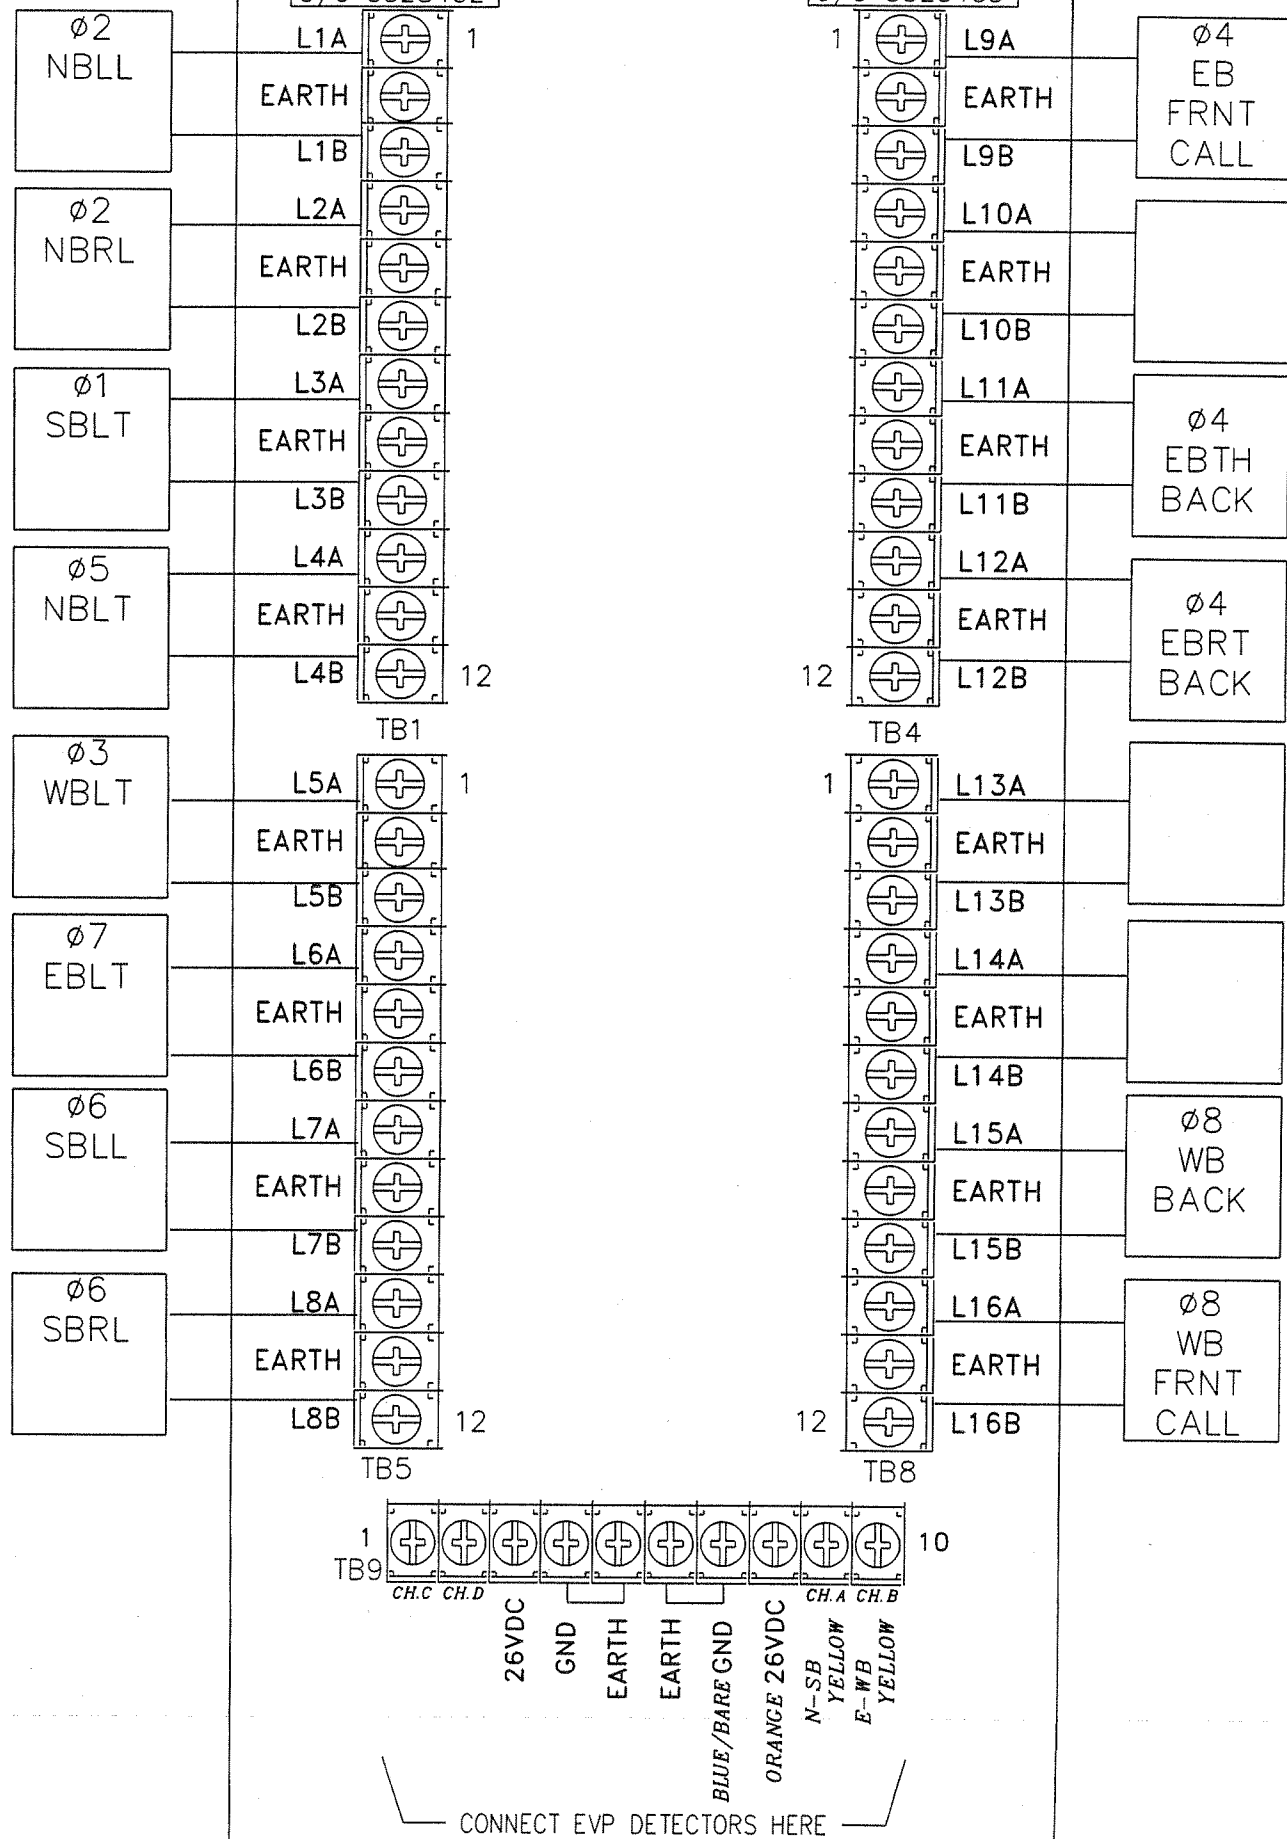 ø2
NBLL
L1A
1
EARTH
L1B
ø2
NBRL
L2A
EARTH
L2B
ø1
SBLT
L3A
EARTH
L3B
ø5
NBLT
L4A
EARTH
L4B
12
TB1
ø3
WBLT
L5A
1
EARTH
L5B
ø7
EBLT
L6A
EARTH
L6B
ø6
SBLL
L7A
EARTH
L7B
ø6
SBRL
L8A
EARTH
L8B
12
TB5
1
L9A
EARTH
L9B
ø4
EB
FRNT
CALL
L10A
EARTH
L10B
L11A
EARTH
L11B
ø4
EBTH
BACK
L12A
EARTH
12
L12B
ø4
EBRT
BACK
TB4
1
L13A
EARTH
L13B
L14A
EARTH
L14B
L15A
EARTH
L15B
ø8
WB
BACK
L16A
EARTH
12
L16B
ø8
WB
FRNT
CALL
TB8
1
TB9
10
CH.C
CH.D
CH.A
CH.B
26VDC
GND
EARTH
EARTH
BLUE/BARE GND
ORANGE 26VDC
N-SB
YELLOW
E-WB
YELLOW
CONNECT EVP DETECTORS HERE